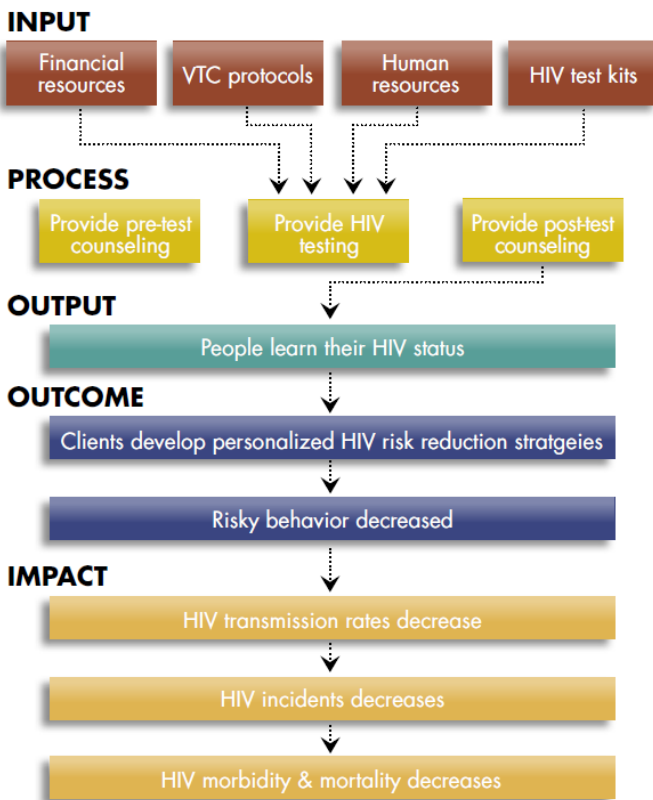 INPUT
Financial
resources
VTC protocols
Human
resources
HIV test kits
PROCESS
Provide pre-test
counseling
Provide HIV
testing
Provide post-test
counseling
OUTPUT
People learn their HIV status
OUTCOME
Clients develop personalized HIV risk reduction stratgeies
Risky behavior decreased
IMPACT
HIV transmission rates decrease
HIV incidents decreases
HIV morbidity & mortality decreases